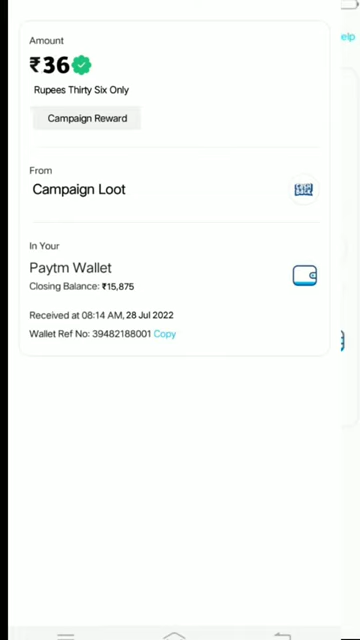 elp
Amount
₹36
Rupees Thirty Six Only
Campaign Reward
From
Campaign Loot
In Your
Paytm Wallet
Closing Balance: ₹15,875
Received at 08:14 AM, 28 Jul 2022
Wallet Ref No: 39482188001 Copy